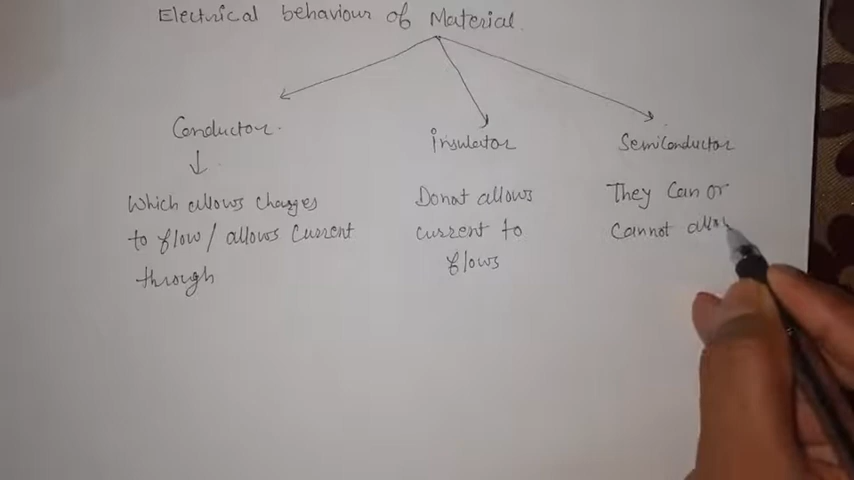 Electrical behaviour of Material.
Conductor.
Which allows charges
to flow / allows current
through
insulator
Donot allows
current to
flows
Semiconductor
They Can or
Cannot allow